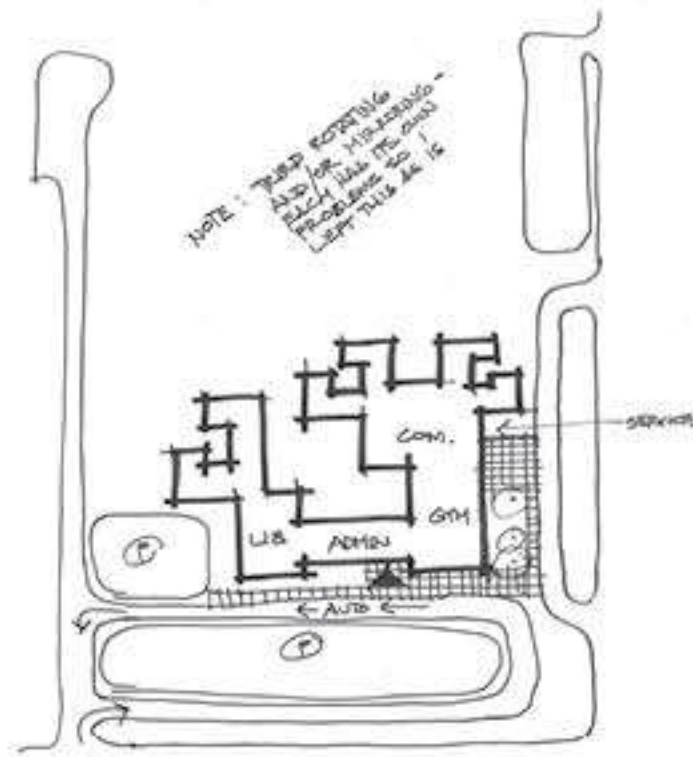 NOTE : TRIED ROTATING
AND/OR MIRRORING -
EACH HAS ITS OWN
PROBLEMS SO I
LEFT THIS AS IS
COM.
SERVICE
GYM
LIB
ADMIN
P
← AUTO ←
P